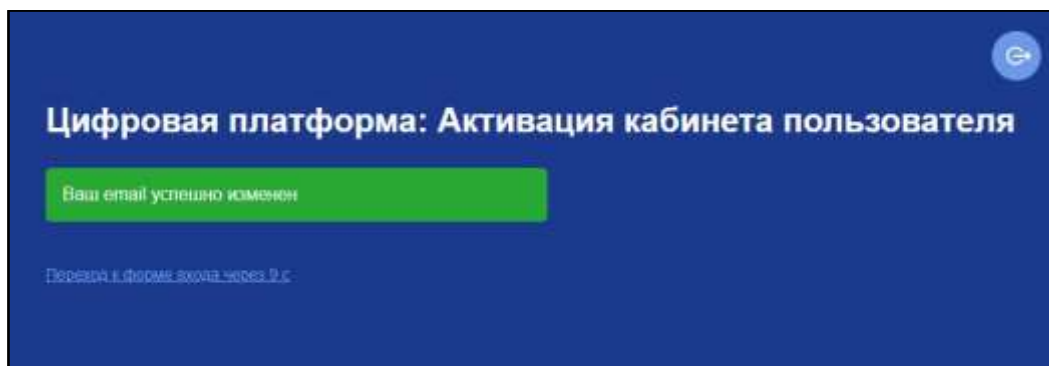 Цифровая платформа: Активация кабинета пользователя
Ваш email успешно изменен
Переход к форме входа через 9 с